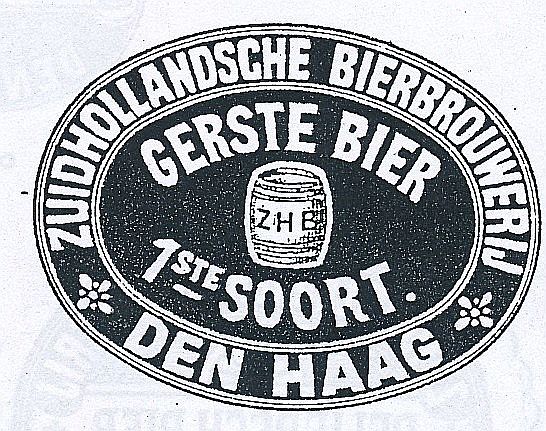 ZUIDHOLLANDSCHE BIERBROUWERIJ
GERSTE BIER
ZHB
1STE SOORT.
DEN HAAG